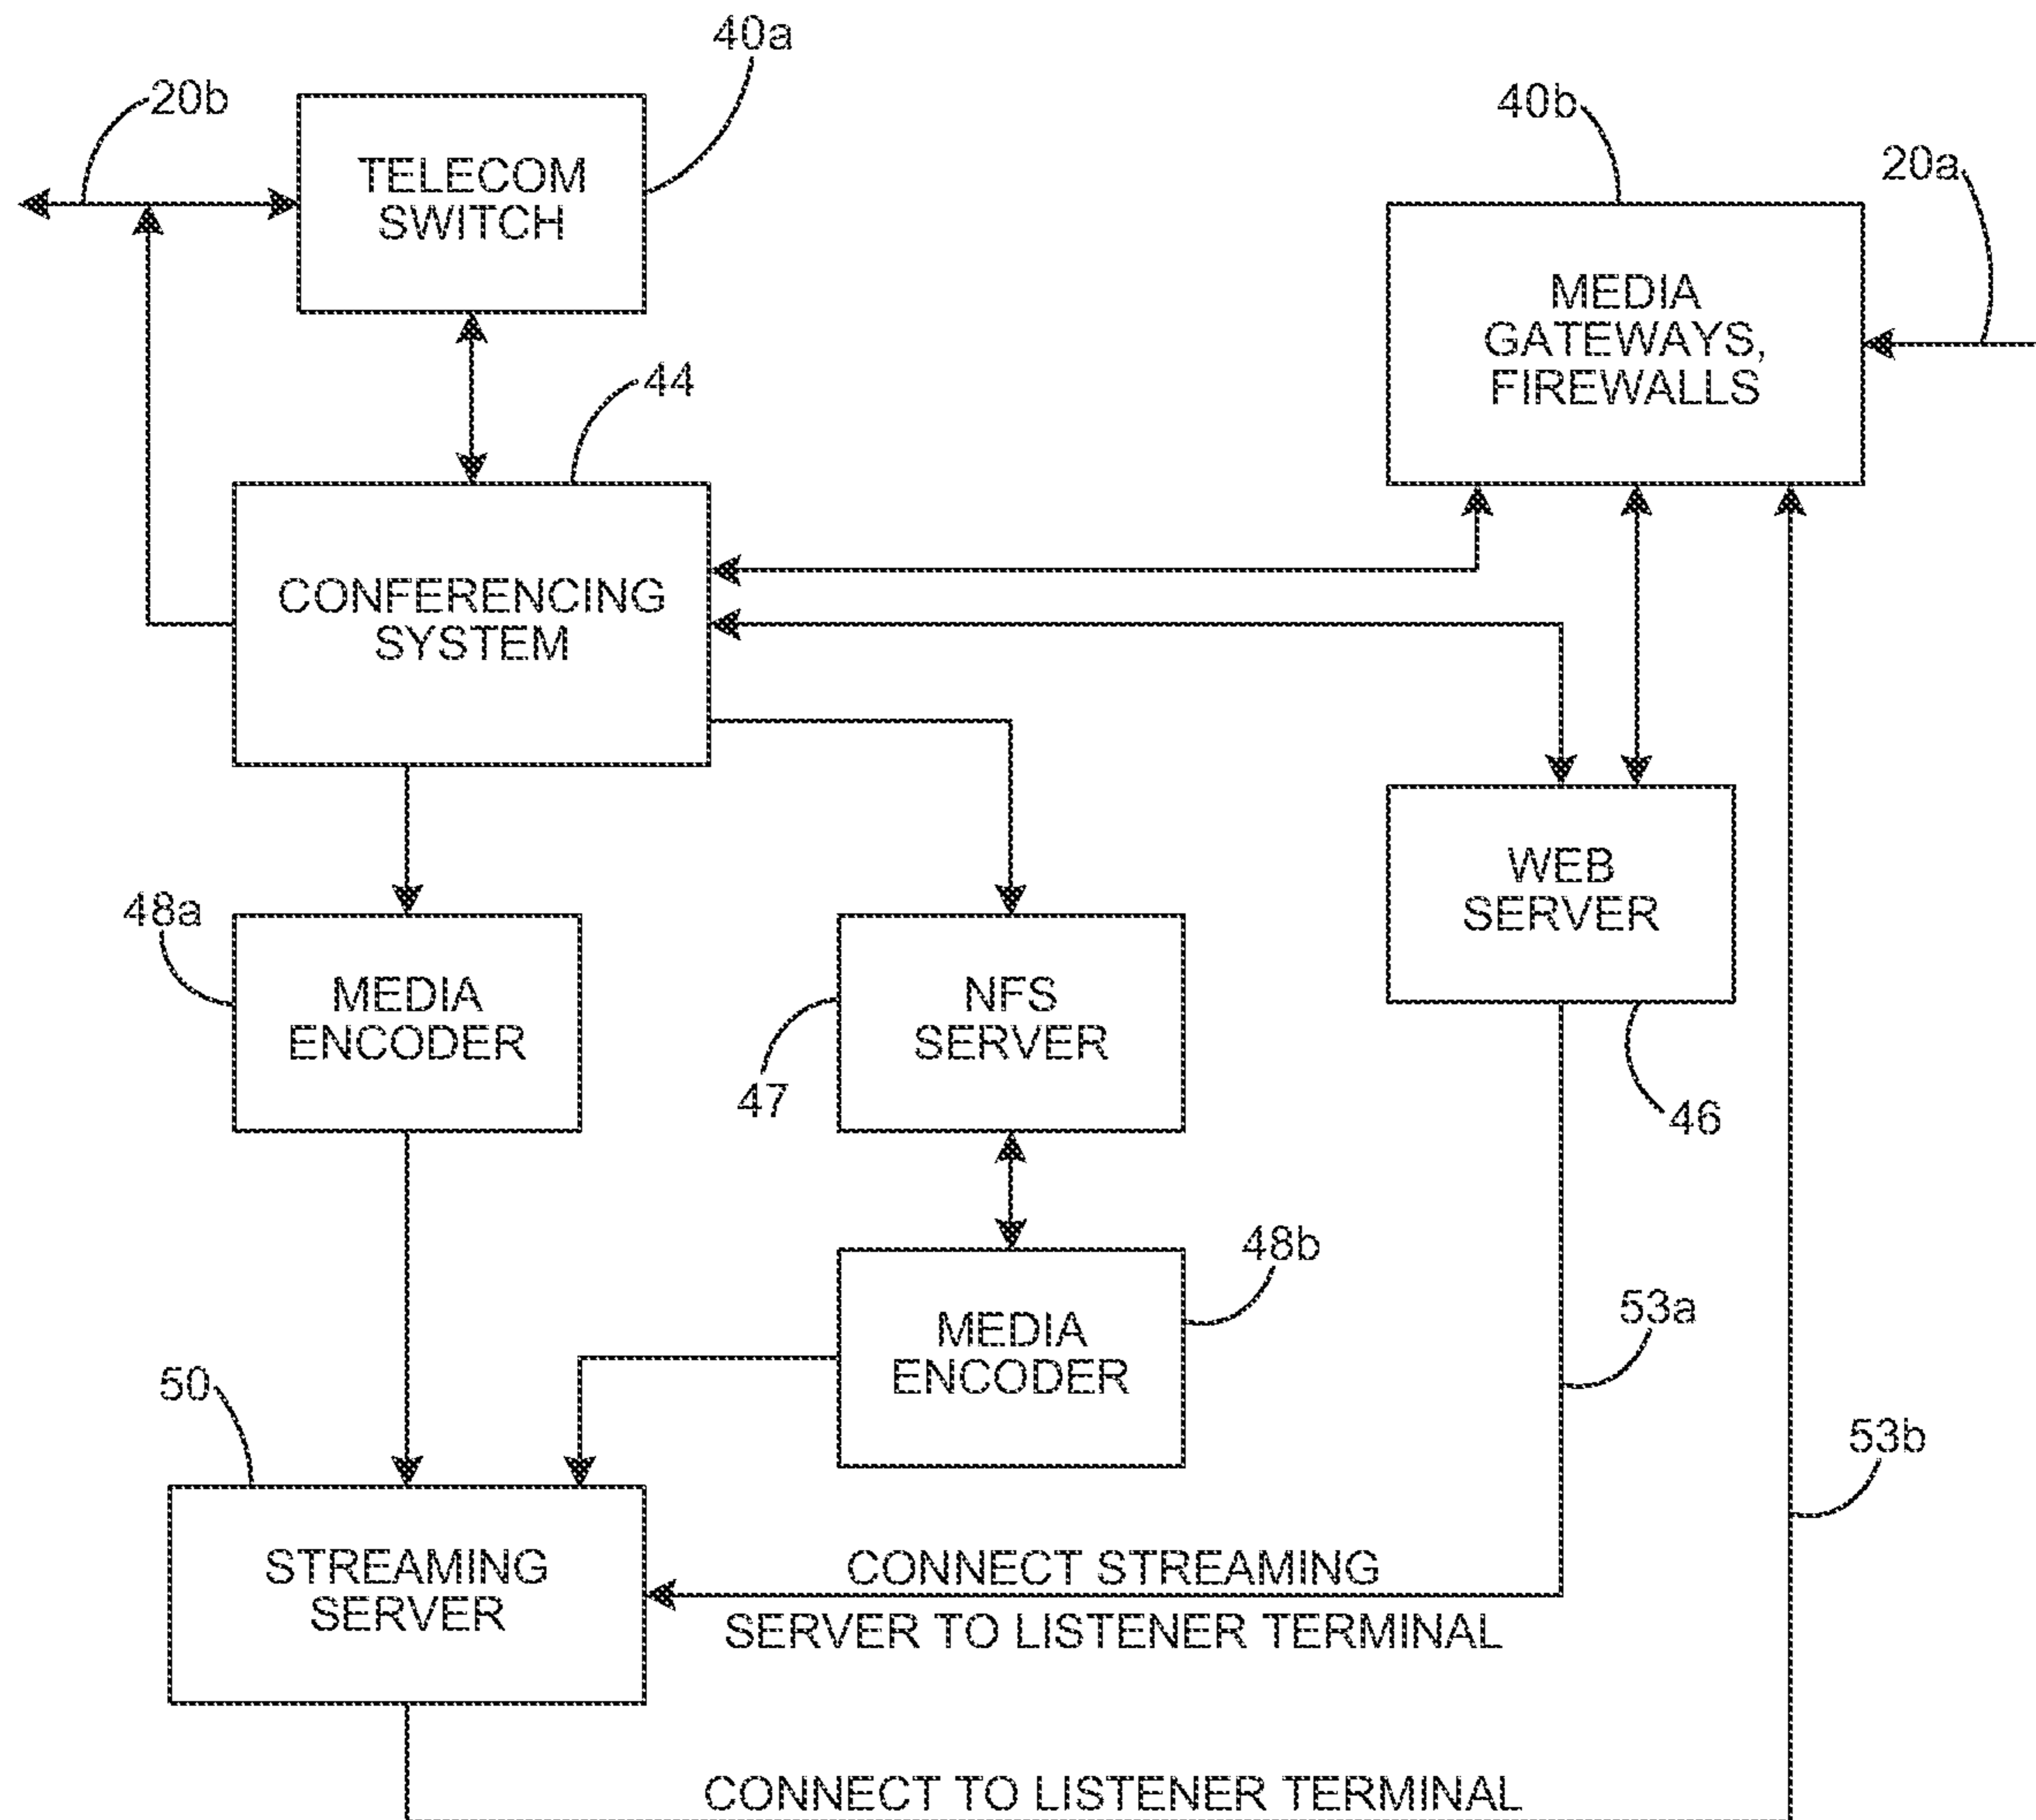 40a
20b
TELECOM
SWITCH
40b
20a
MEDIA
GATEWAYS,
FIREWALLS
44
CONFERENCING
SYSTEM
WEB
SERVER
46
48a
MEDIA
ENCODER
NFS
SERVER
47
48b
MEDIA
ENCODER
53a
53b
50
STREAMING
SERVER
CONNECT STREAMING
SERVER TO LISTENER TERMINAL
CONNECT TO LISTENER TERMINAL